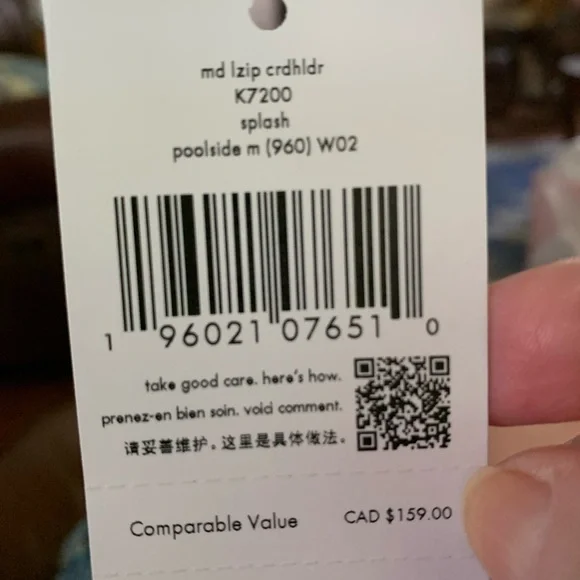 md lzip crdhldr
K7200
splash
poolside m (960) W02
1 96021 07651 0
take good care. here's how.
prenez-en bien soin. voici comment.
请妥善维护。这里是具体做法。
Comparable Value CAD $159.00